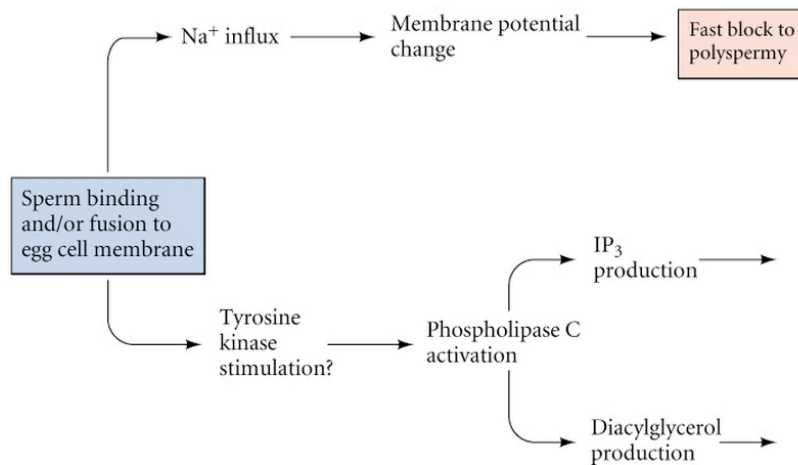 Na⁺ influx
Membrane potential
change
Fast block to
polyspermy
Sperm binding
and/or fusion to
egg cell membrane
Tyrosine
kinase
stimulation?
Phospholipase C
activation
IP₃
production
Diacylglycerol
production